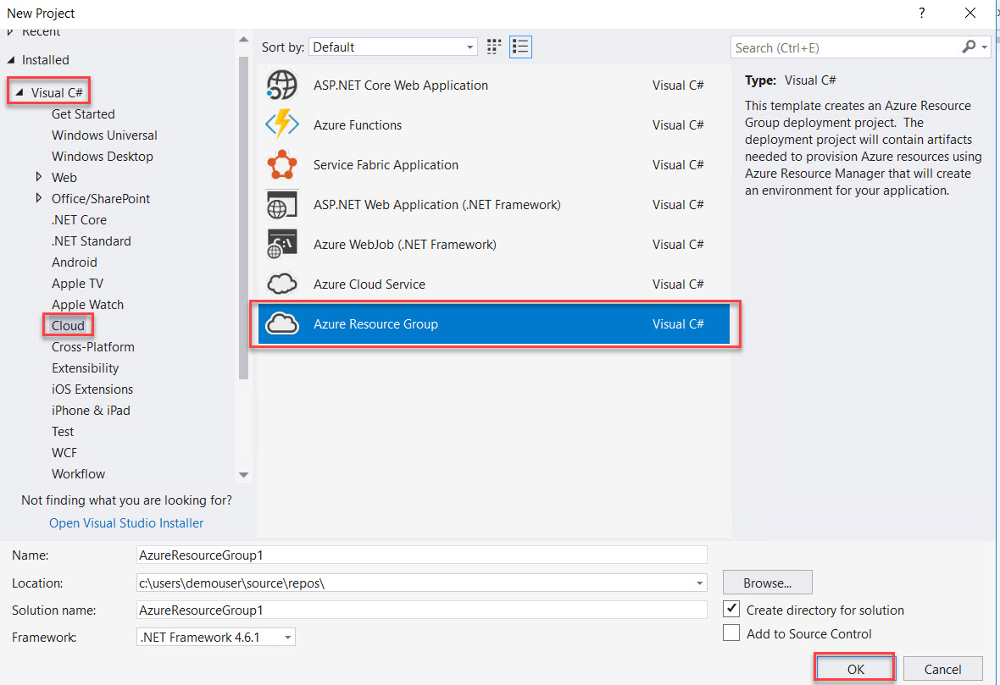 New Project
?
Recent
Installed
Visual C#
Get Started
Windows Universal
Windows Desktop
Web
Office/SharePoint
.NET Core
.NET Standard
Android
Apple TV
Apple Watch
Cloud
Cross-Platform
Extensibility
iOS Extensions
iPhone & iPad
Test
WCF
Workflow
Not finding what you are looking for?
Open Visual Studio Installer
Sort by: Default
ASP.NET Core Web Application Visual C#
Azure Functions Visual C#
Service Fabric Application Visual C#
ASP.NET Web Application (.NET Framework) Visual C#
Azure WebJob (.NET Framework) Visual C#
Azure Cloud Service Visual C#
Azure Resource Group Visual C#
Search (Ctrl+E)
Type: Visual C#
This template creates an Azure Resource
Group deployment project. The
deployment project will contain artifacts
needed to provision Azure resources using
Azure Resource Manager that will create
an environment for your application.
Name: AzureResourceGroup1
Location: c:\users\demouser\source\repos\
Browse...
Solution name: AzureResourceGroup1
Create directory for solution
Framework: .NET Framework 4.6.1
Add to Source Control
OK
Cancel